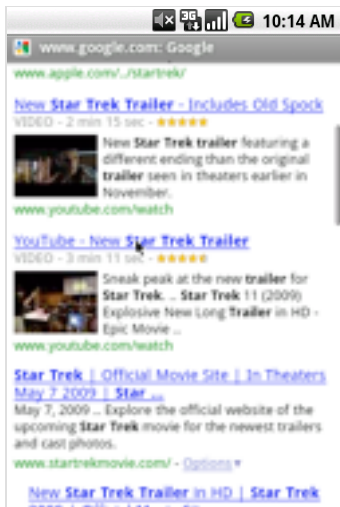 3G 10:14 AM
www.google.com: Google
www.apple.com/../startrek/
New Star Trek Trailer - Includes Old Spock
VIDEO - 2 min 15 sec -
New Star Trek trailer featuring a
different ending than the original
trailer seen in theaters earlier in
November.
www.youtube.com/watch
YouTube - New Star Trek Trailer
VIDEO - 3 min 11 sec -
Sneak peak at the new trailer for
Star Trek. .. Star Trek 11 (2009)
Explosive New Long Trailer in HD -
Epic Movie ..
www.youtube.com/watch
Star Trek | Official Movie Site | In Theaters
May 7 2009 | Star ...
May 7, 2009 .. Explore the official website of the
upcoming Star Trek movie for the newest trailers
and cast photos.
www.startrekmovie.com/ - Options
New Star Trek Trailer in HD | Star Trek